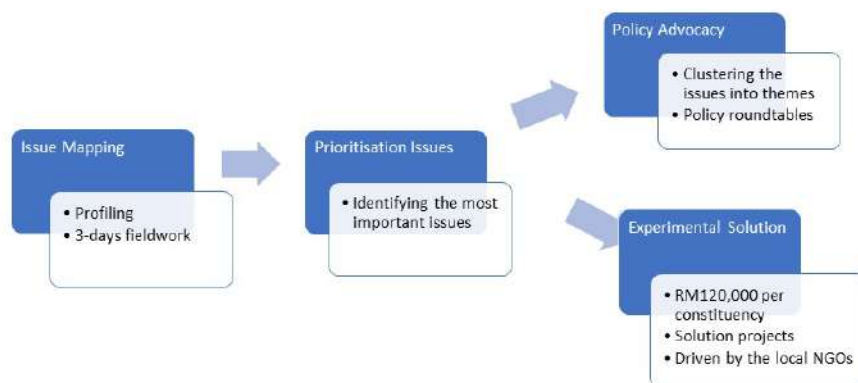 Issue Mapping
• Profiling
• 3-days fieldwork
Prioritisation Issues
• Identifying the most
important issues
Policy Advocacy
• Clustering the
issues into themes
• Policy roundtables
Experimental Solution
• RM120,000 per
constituency
• Solution projects
• Driven by the local NGOs